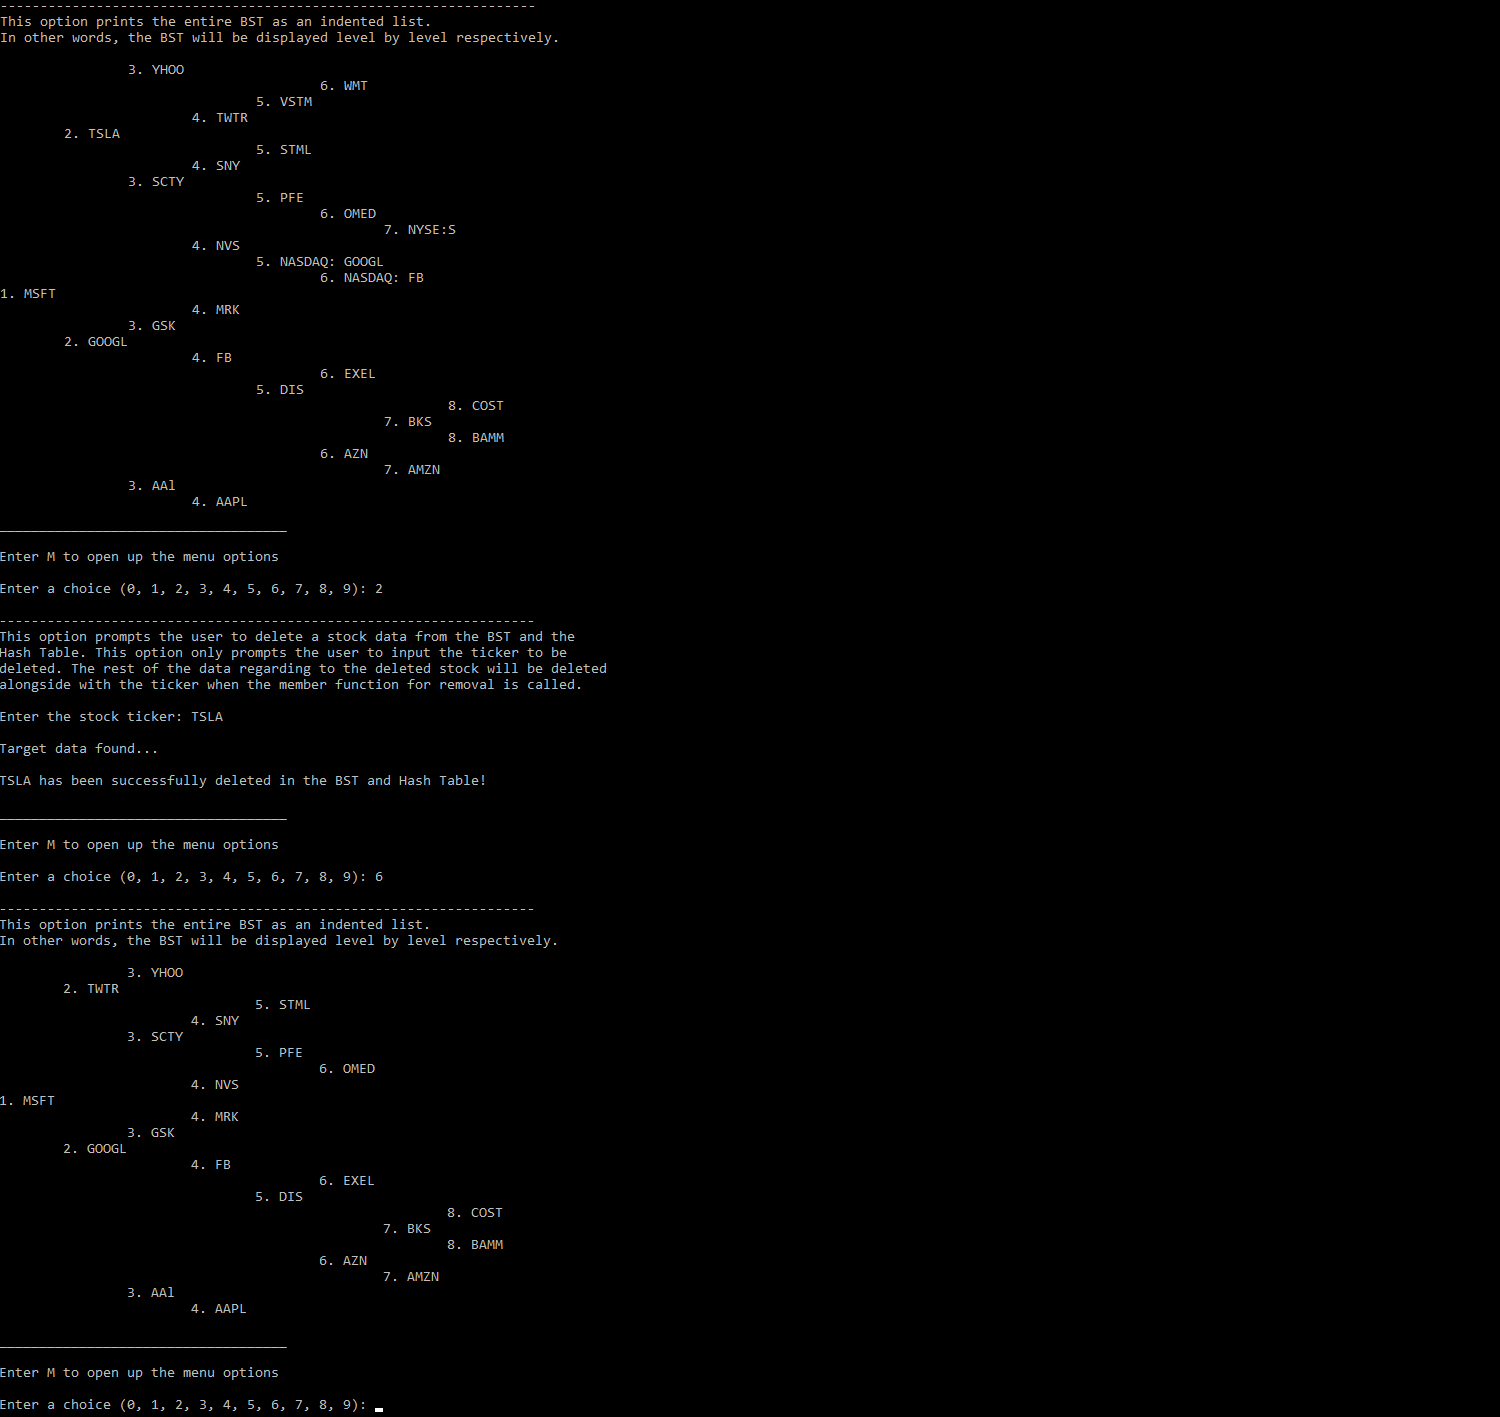 -------------------------------------------------------------------
This option prints the entire BST as an indented list.
In other words, the BST will be displayed level by level respectively.
3. YHOO
6. WMT
5. VSTM
4. TWTR
2. TSLA
5. STML
4. SNY
3. SCTY
5. PFE
6. OMED
7. NYSE:S
4. NVS
5. NASDAQ: GOOGL
6. NASDAQ: FB
1. MSFT
4. MRK
3. GSK
2. GOOGL
4. FB
6. EXEL
5. DIS
8. COST
7. BKS
8. BAMM
6. AZN
7. AMZN
3. AAl
4. AAPL
____________________________________
Enter M to open up the menu options
Enter a choice (0, 1, 2, 3, 4, 5, 6, 7, 8, 9): 2
-------------------------------------------------------------------
This option prompts the user to delete a stock data from the BST and the
Hash Table. This option only prompts the user to input the ticker to be
deleted. The rest of the data regarding to the deleted stock will be deleted
alongside with the ticker when the member function for removal is called.
Enter the stock ticker: TSLA
Target data found...
TSLA has been successfully deleted in the BST and Hash Table!
____________________________________
Enter M to open up the menu options
Enter a choice (0, 1, 2, 3, 4, 5, 6, 7, 8, 9): 6
-------------------------------------------------------------------
This option prints the entire BST as an indented list.
In other words, the BST will be displayed level by level respectively.
3. YHOO
2. TWTR
5. STML
4. SNY
3. SCTY
5. PFE
6. OMED
4. NVS
1. MSFT
4. MRK
3. GSK
2. GOOGL
4. FB
6. EXEL
5. DIS
8. COST
7. BKS
8. BAMM
6. AZN
7. AMZN
3. AAl
4. AAPL
____________________________________
Enter M to open up the menu options
Enter a choice (0, 1, 2, 3, 4, 5, 6, 7, 8, 9):